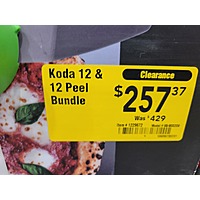 Koda 12 &
12 Peel
Bundle
Clearance
$257.37
Was $429